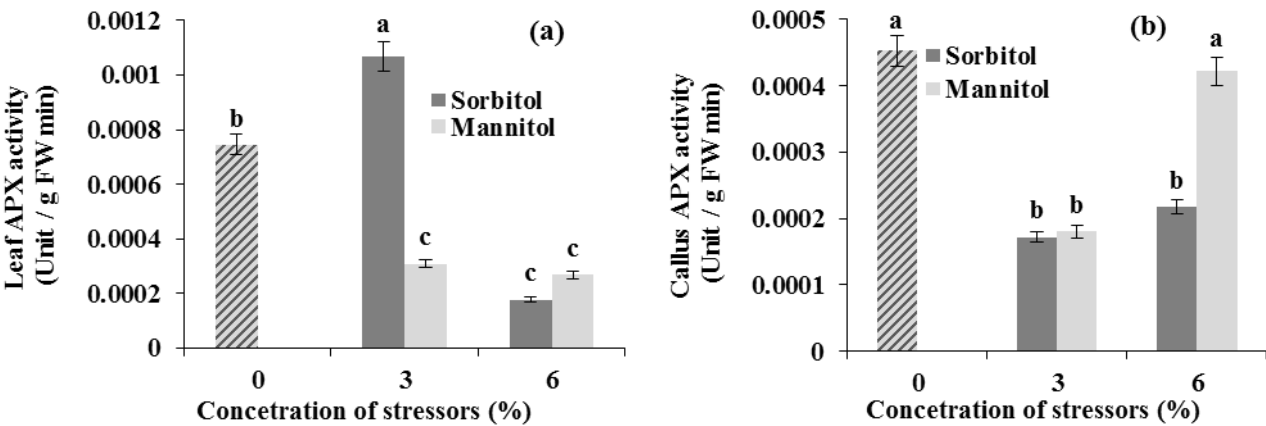 Leaf APX activity
(Unit / g FW min)
0.0012
0.001
0.0008
0.0006
0.0004
0.0002
0
b
a
c
c
c
(a)
Sorbitol
Mannitol
0
3
6
Concetration of stressors (%)
Callus APX activity
(Unit / g FW min)
0.0005
0.0004
0.0003
0.0002
0.0001
0
a
b
b
b
a
(b)
Sorbitol
Mannitol
0
3
6
Concetration of stressors (%)